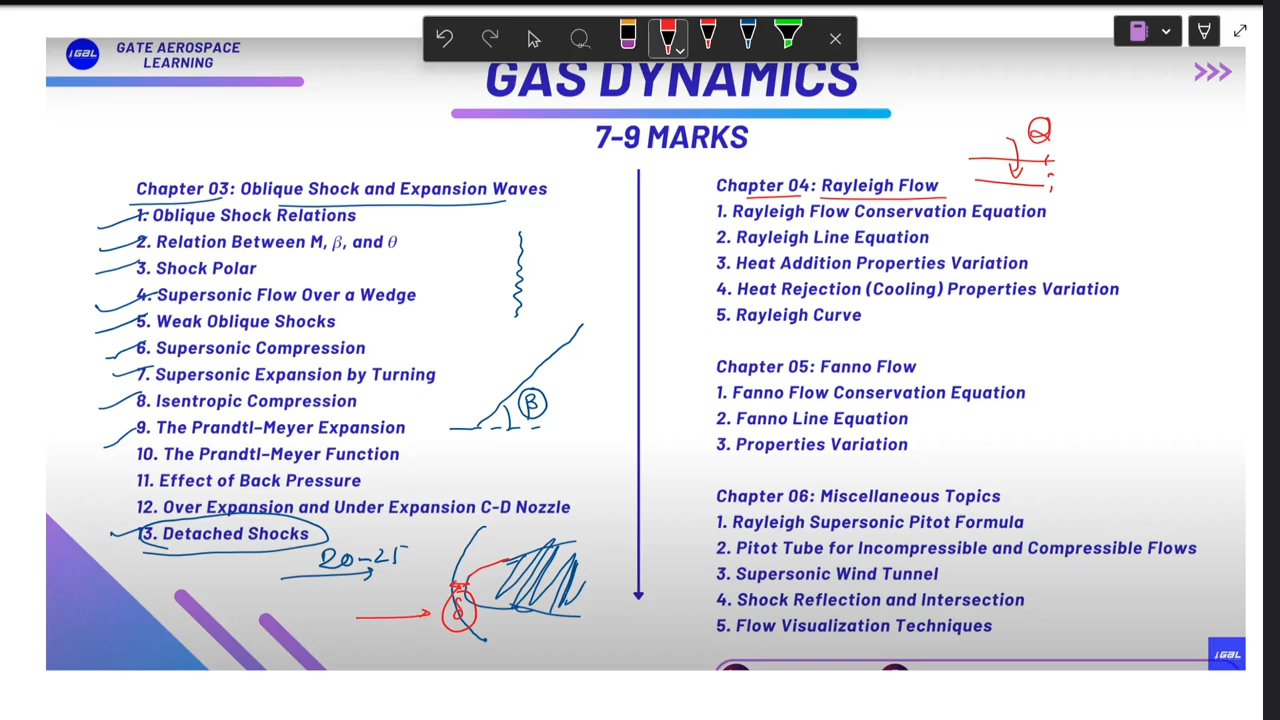 IGBL
GATE AEROSPACE
LEARNING
GAS DYNAMICS
7-9 MARKS
Chapter 03: Oblique Shock and Expansion Waves
1. Oblique Shock Relations
2. Relation Between M, β, and θ
3. Shock Polar
4. Supersonic Flow Over a Wedge
5. Weak Oblique Shocks
6. Supersonic Compression
7. Supersonic Expansion by Turning
8. Isentropic Compression
9. The Prandtl-Meyer Expansion
10. The Prandtl-Meyer Function
11. Effect of Back Pressure
12. Over Expansion and Under Expansion C-D Nozzle
13. Detached Shocks
20-25
β
δ
Q
Chapter 04: Rayleigh Flow
1. Rayleigh Flow Conservation Equation
2. Rayleigh Line Equation
3. Heat Addition Properties Variation
4. Heat Rejection (Cooling) Properties Variation
5. Rayleigh Curve
Chapter 05: Fanno Flow
1. Fanno Flow Conservation Equation
2. Fanno Line Equation
3. Properties Variation
Chapter 06: Miscellaneous Topics
1. Rayleigh Supersonic Pitot Formula
2. Pitot Tube for Incompressible and Compressible Flows
3. Supersonic Wind Tunnel
4. Shock Reflection and Intersection
5. Flow Visualization Techniques
IGBL